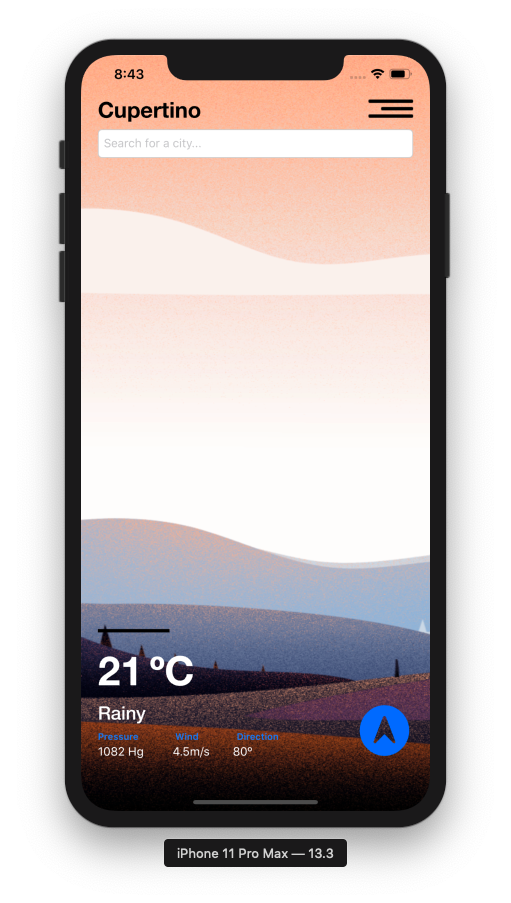 8:43
Cupertino
Search for a city...
21 ºC
Rainy
Pressure Wind Direction
1082 Hg 4.5m/s 80º
iPhone 11 Pro Max — 13.3